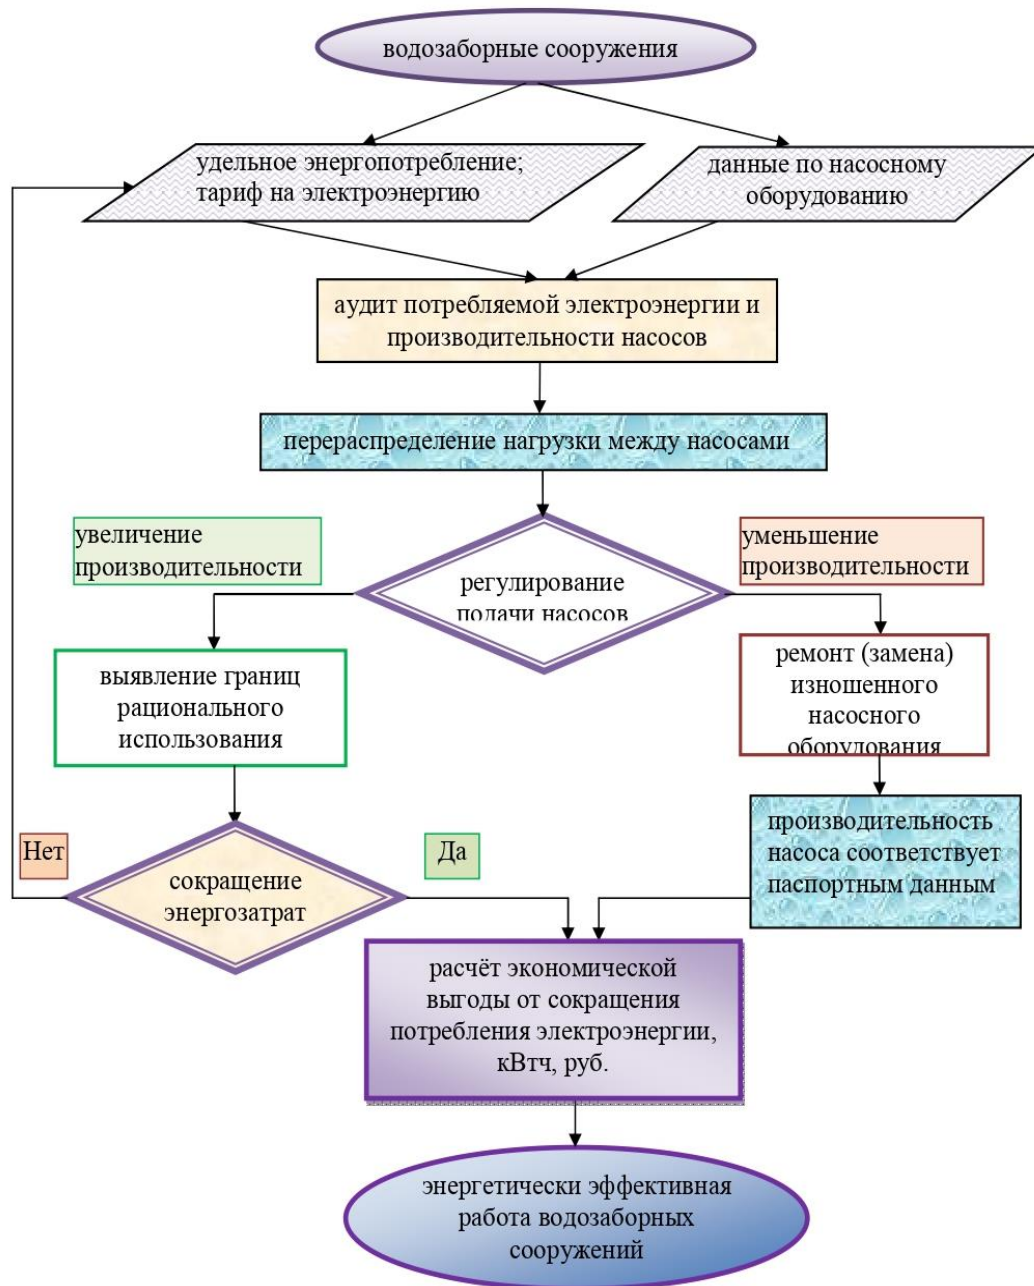 водозаборные сооружения
удельное энергопотребление;
тариф на электроэнергию
данные по насосному
оборудованию
аудит потребляемой электроэнергии и
производительности насосов
перераспределение нагрузки между насосами
увеличение
производительности
уменьшение
производительности
регулирование
подачи насосов
выявление границ
рационального
использования
ремонт (замена)
изношенного
насосного
оборудования
Нет
Да
сокращение
энергозатрат
производительность
насоса соответствует
паспортным данным
расчёт экономической
выгоды от сокращения
потребления электроэнергии,
кВтч, руб.
энергетически эффективная
работа водозаборных
сооружений